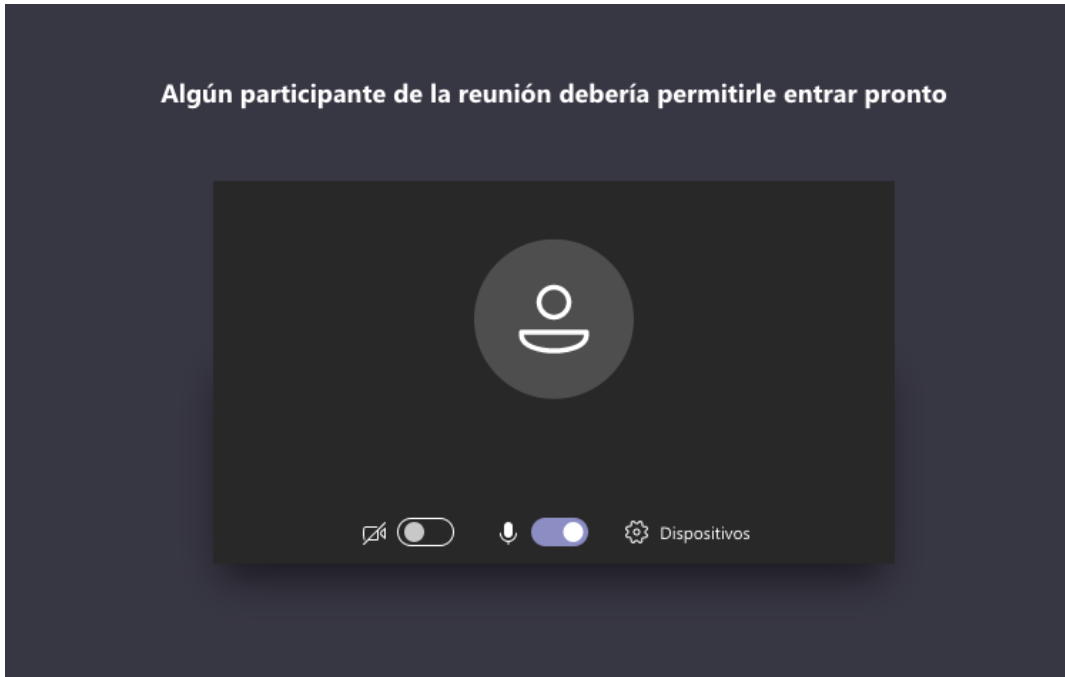 Algún participante de la reunión debería permitirle entrar pronto
Dispositivos